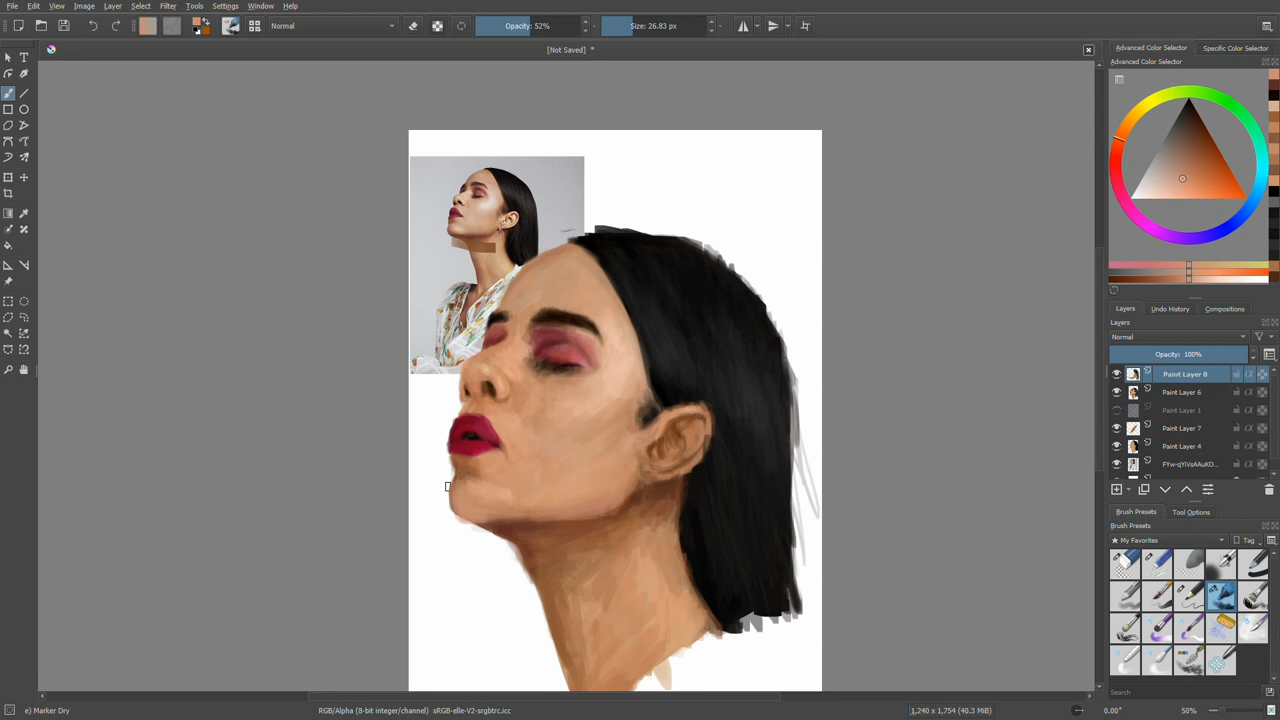 File Edit View Image Layer Select Filter Tools Settings Window Help
Normal Opacity: 52% Size: 26.83 px
[Not Saved] *
Advanced Color Selector Specific Color Selector
Advanced Color Selector
Layers Undo History Compositions
Layers
Normal
Opacity: 100%
Paint Layer 8
Paint Layer 6
Paint Layer 1
Paint Layer 7
Paint Layer 4
FYw-qYiVsAAuKO...
Brush Presets Tool Options
Brush Presets
★ My Favorites Tag
Search
e) Marker Dry RGB/Alpha (8-bit integer/channel) sRGB-elle-V2-srgbtrc.icc 1,240 x 1,754 (40.3 MiB) 0.00° 50%